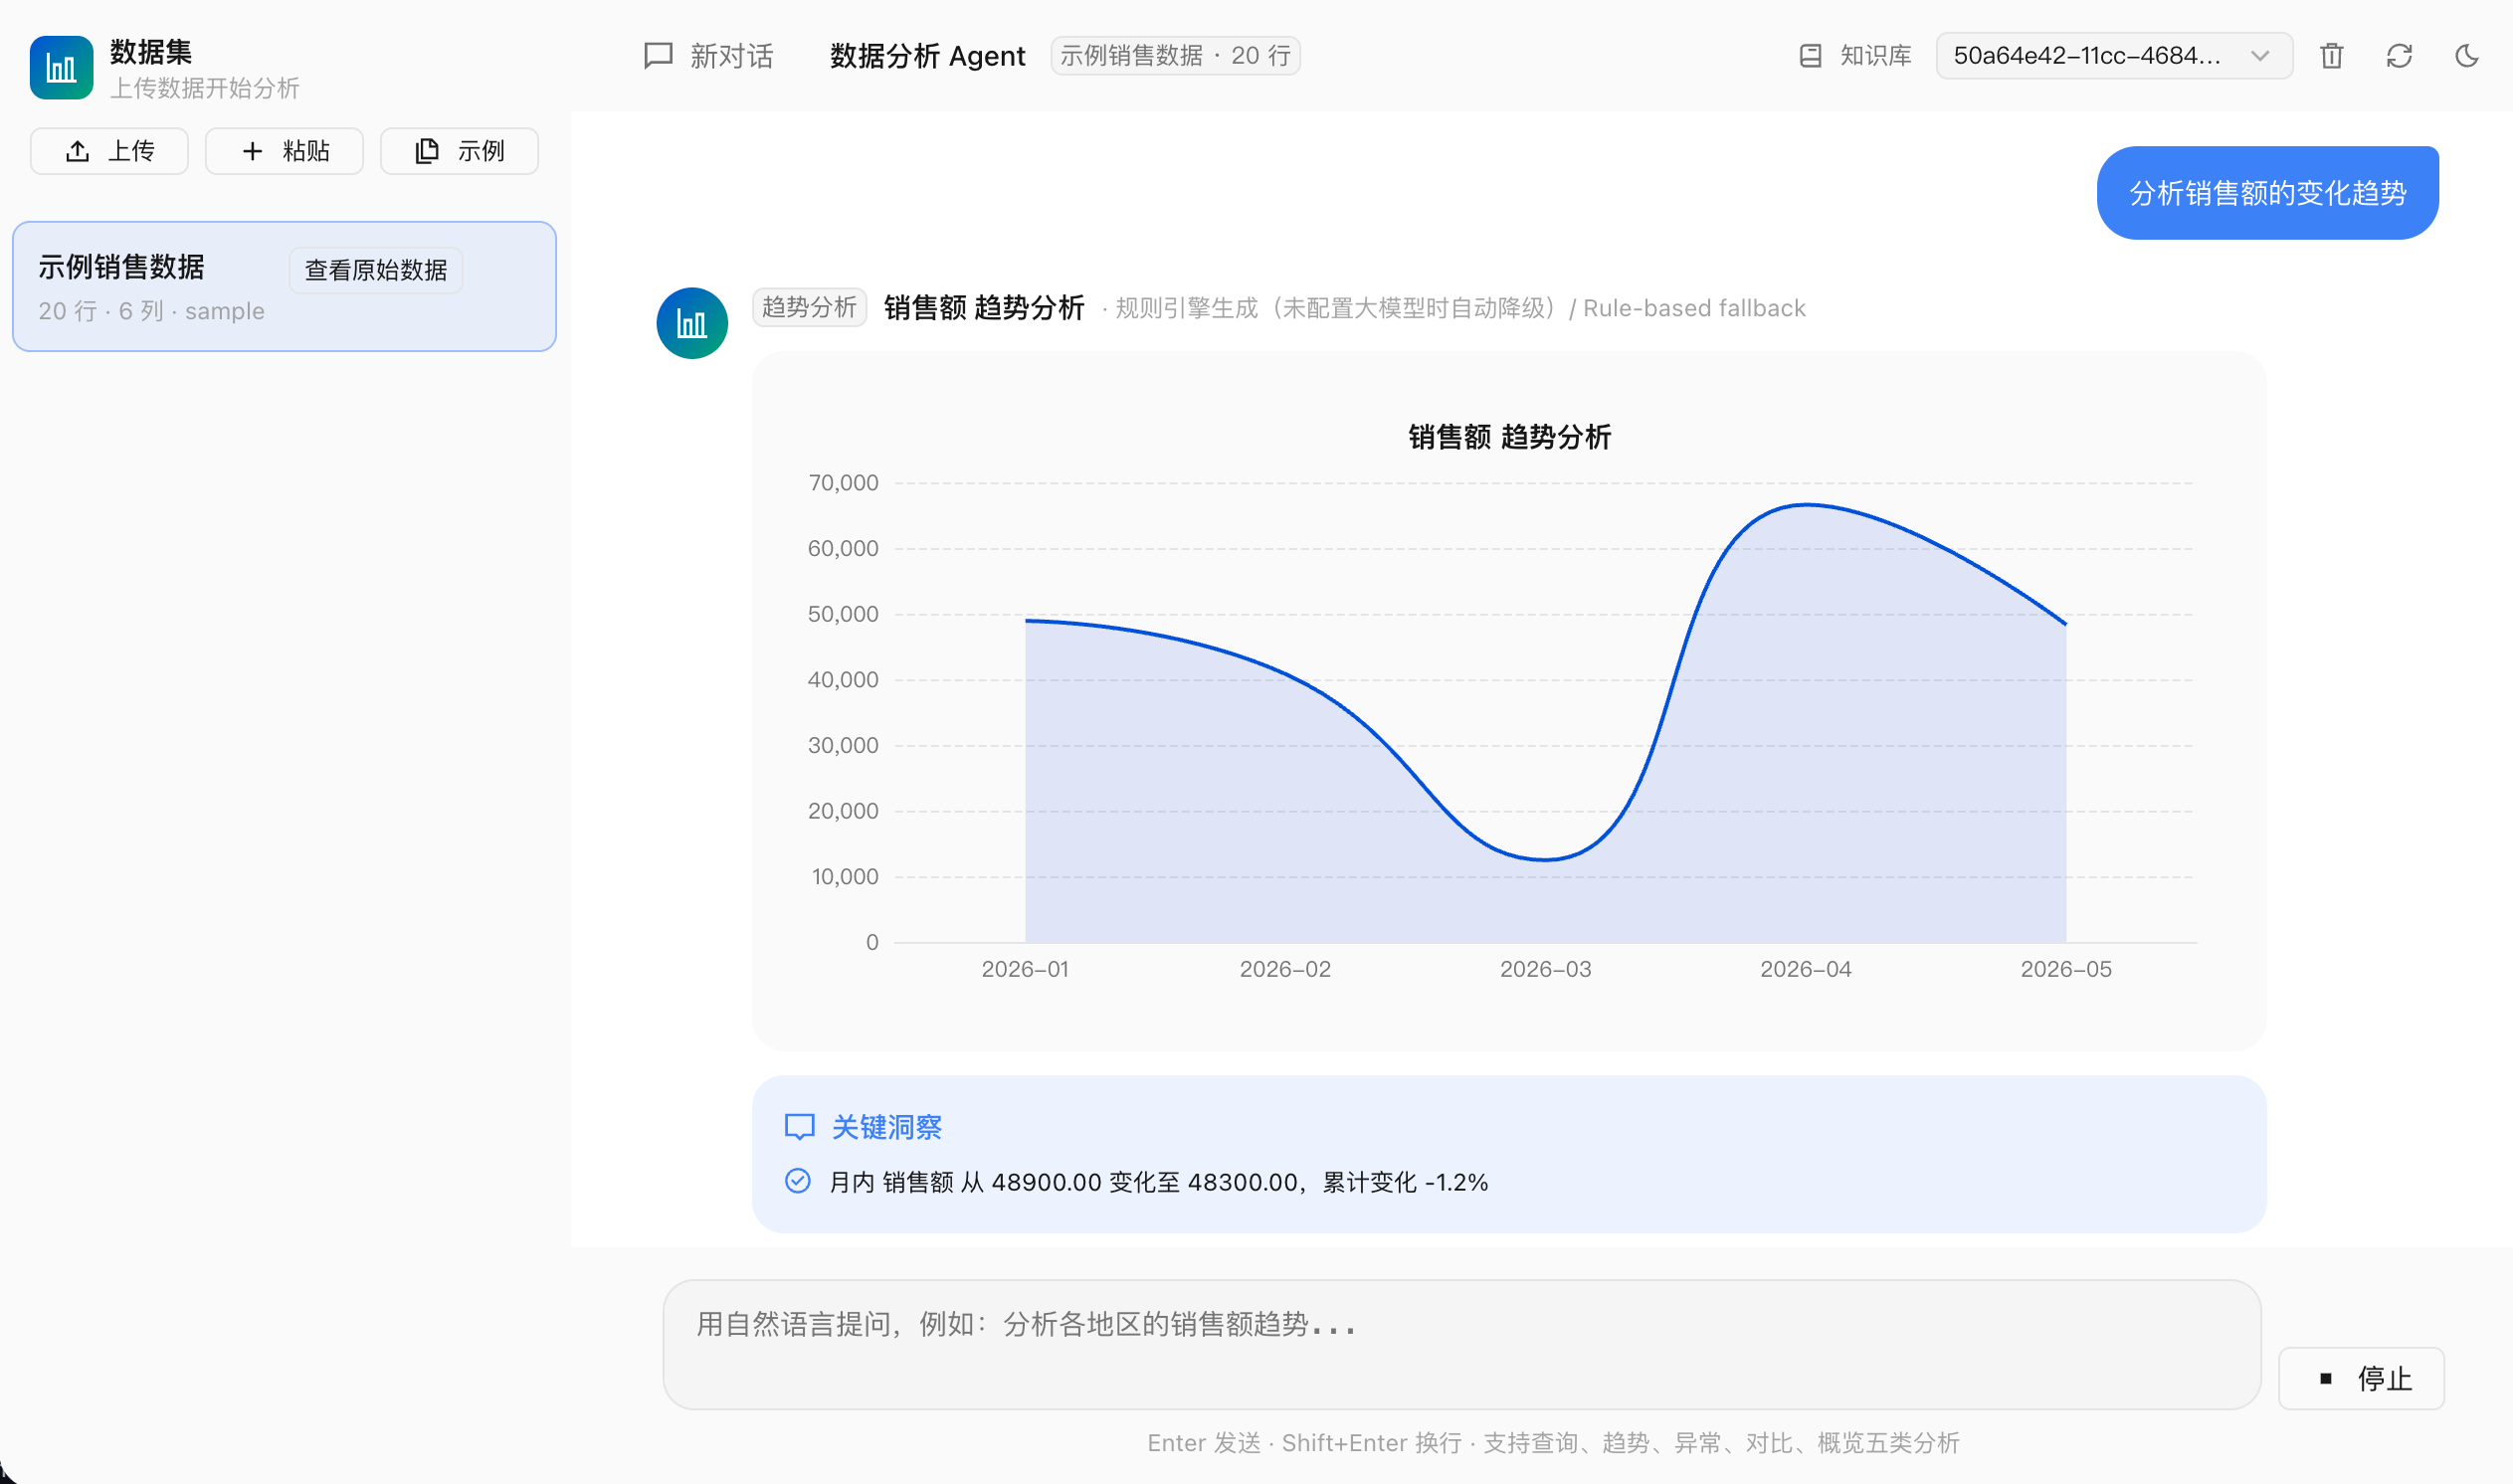 数据集
上传数据开始分析
上传
粘贴
示例
示例销售数据
查看原始数据
20 行 · 6 列 · sample
新对话
数据分析 Agent
示例销售数据 · 20 行
知识库
50a64e42-11cc-4684...
分析销售额的变化趋势
趋势分析
销售额 趋势分析
· 规则引擎生成（未配置大模型时自动降级）/ Rule-based fallback
销售额 趋势分析
70,000
60,000
50,000
40,000
30,000
20,000
10,000
0
2026-01
2026-02
2026-03
2026-04
2026-05
关键洞察
月内 销售额 从 48900.00 变化至 48300.00，累计变化 -1.2%
用自然语言提问，例如：分析各地区的销售额趋势...
停止
Enter 发送 · Shift+Enter 换行 · 支持查询、趋势、异常、对比、概览五类分析